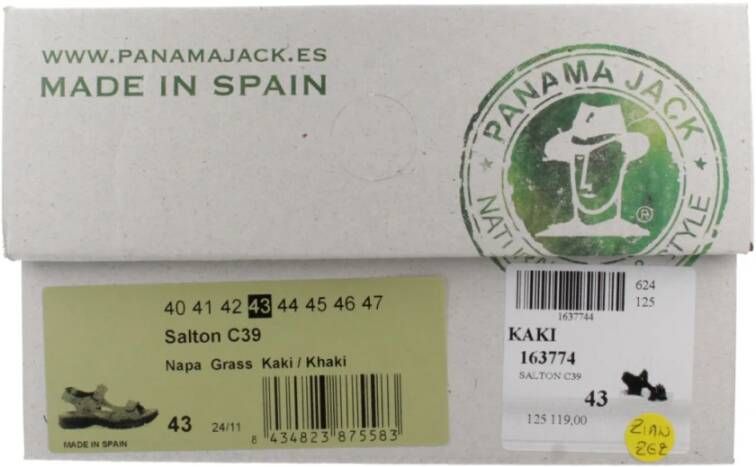 WWW.PANAMAJACK.ES
MADE IN SPAIN
★ PANAMA JACK ★
®
40 41 42 43 44 45 46 47
Salton C39
Napa Grass Kaki / Khaki
43
24/11
8 434823 875583
MADE IN SPAIN
624
125
1637744
KAKI
163774
SALTON C39
43
125 119,00
ZIAN